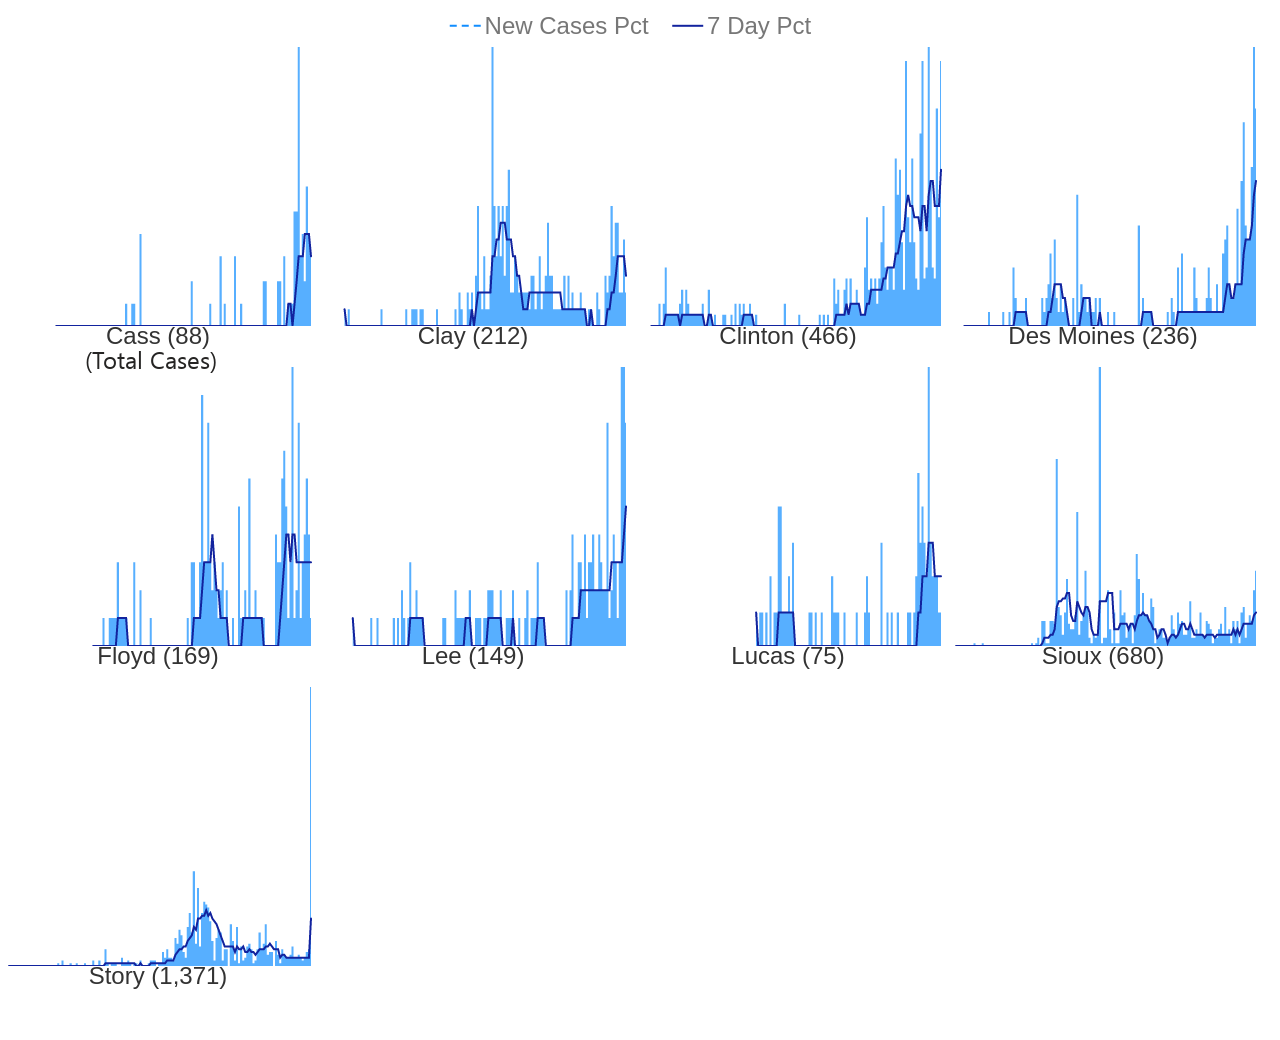 New Cases Pct 7 Day Pct
Cass (88) Clay (212) Clinton (466) Des Moines (236)
(Total Cases)
Floyd (169) Lee (149) Lucas (75) Sioux (680)
Story (1,371)